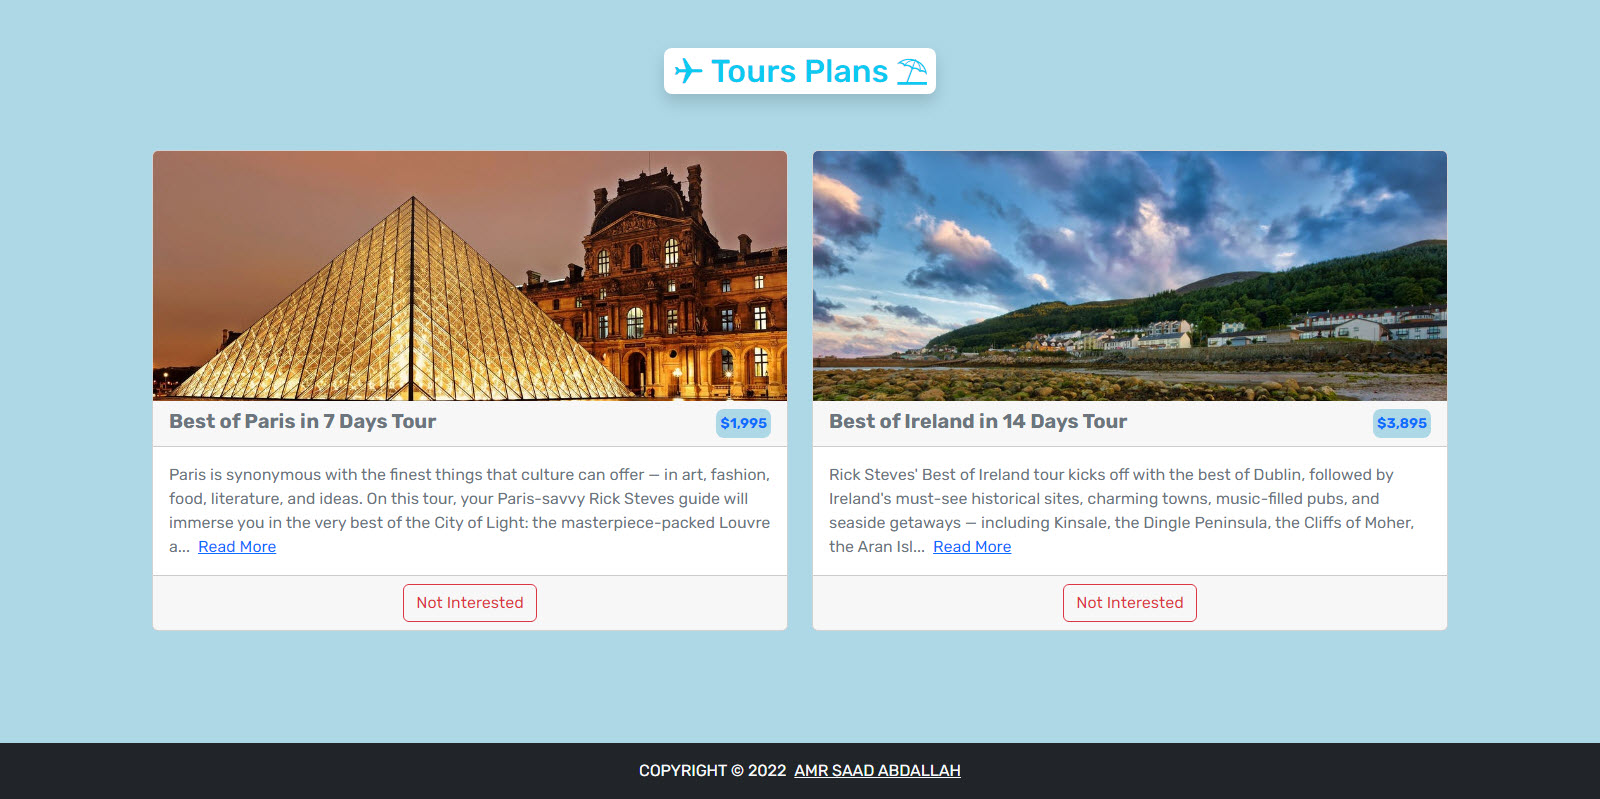 ✈ Tours Plans ⛱
Best of Paris in 7 Days Tour
$1,995
Paris is synonymous with the finest things that culture can offer — in art, fashion,
food, literature, and ideas. On this tour, your Paris-savvy Rick Steves guide will
immerse you in the very best of the City of Light: the masterpiece-packed Louvre
a... Read More
Not Interested
Best of Ireland in 14 Days Tour
$3,895
Rick Steves' Best of Ireland tour kicks off with the best of Dublin, followed by
Ireland's must-see historical sites, charming towns, music-filled pubs, and
seaside getaways — including Kinsale, the Dingle Peninsula, the Cliffs of Moher,
the Aran Isl... Read More
Not Interested
COPYRIGHT © 2022 AMR SAAD ABDALLAH